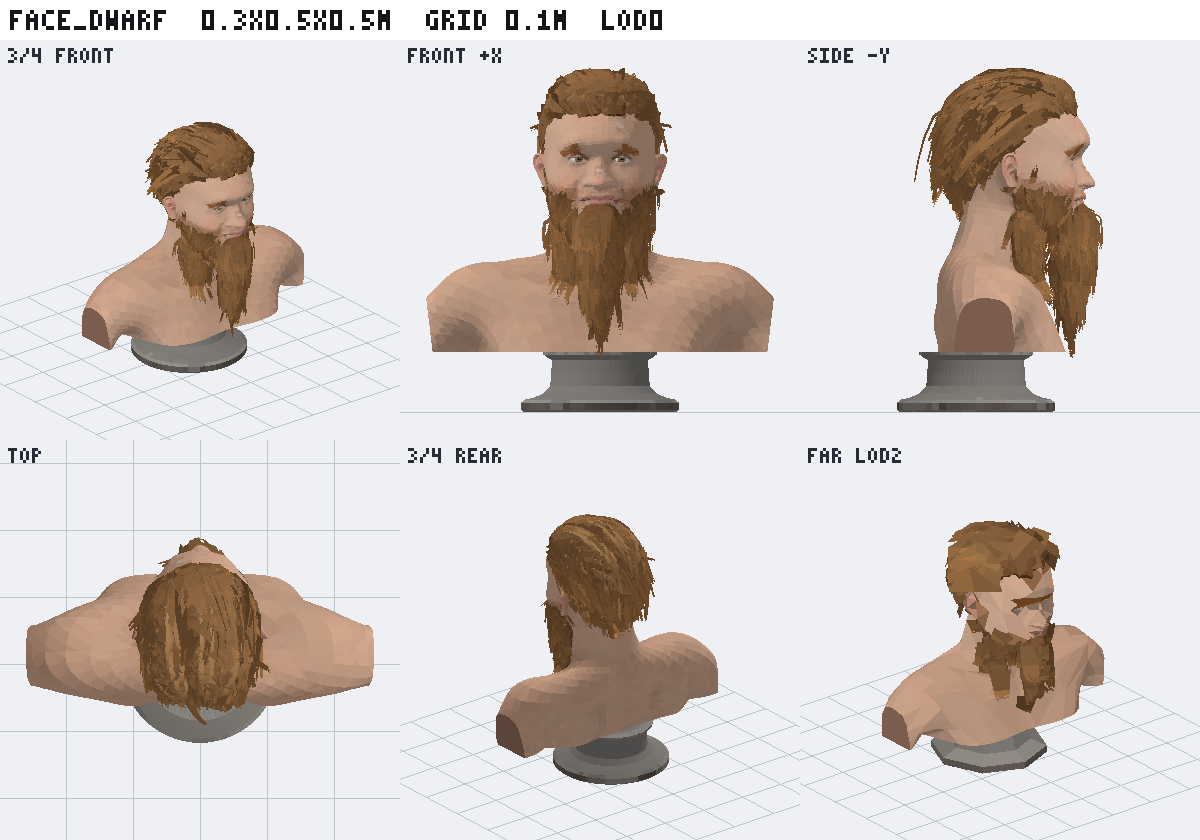 FACE_DWARF 0.3X0.5X0.5M GRID 0.1M LOD0
3/4 FRONT
FRONT +X
SIDE -Y
TOP
3/4 REAR
FAR LOD2